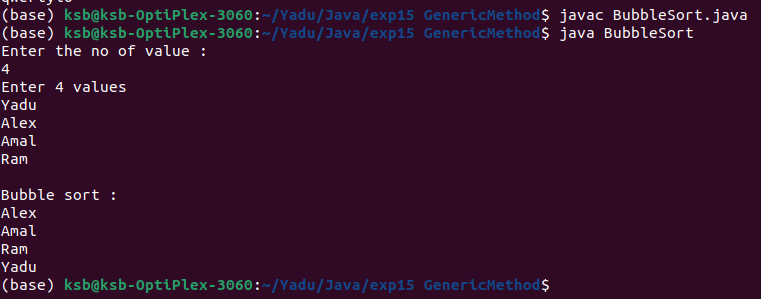 (base) ksb@ksb-OptiPlex-3060:~/Yadu/Java/exp15 GenericMethod$ javac BubbleSort.java
(base) ksb@ksb-OptiPlex-3060:~/Yadu/Java/exp15 GenericMethod$ java BubbleSort
Enter the no of value :
4
Enter 4 values
Yadu
Alex
Amal
Ram
Bubble sort :
Alex
Amal
Ram
Yadu
(base) ksb@ksb-OptiPlex-3060:~/Yadu/Java/exp15 GenericMethod$